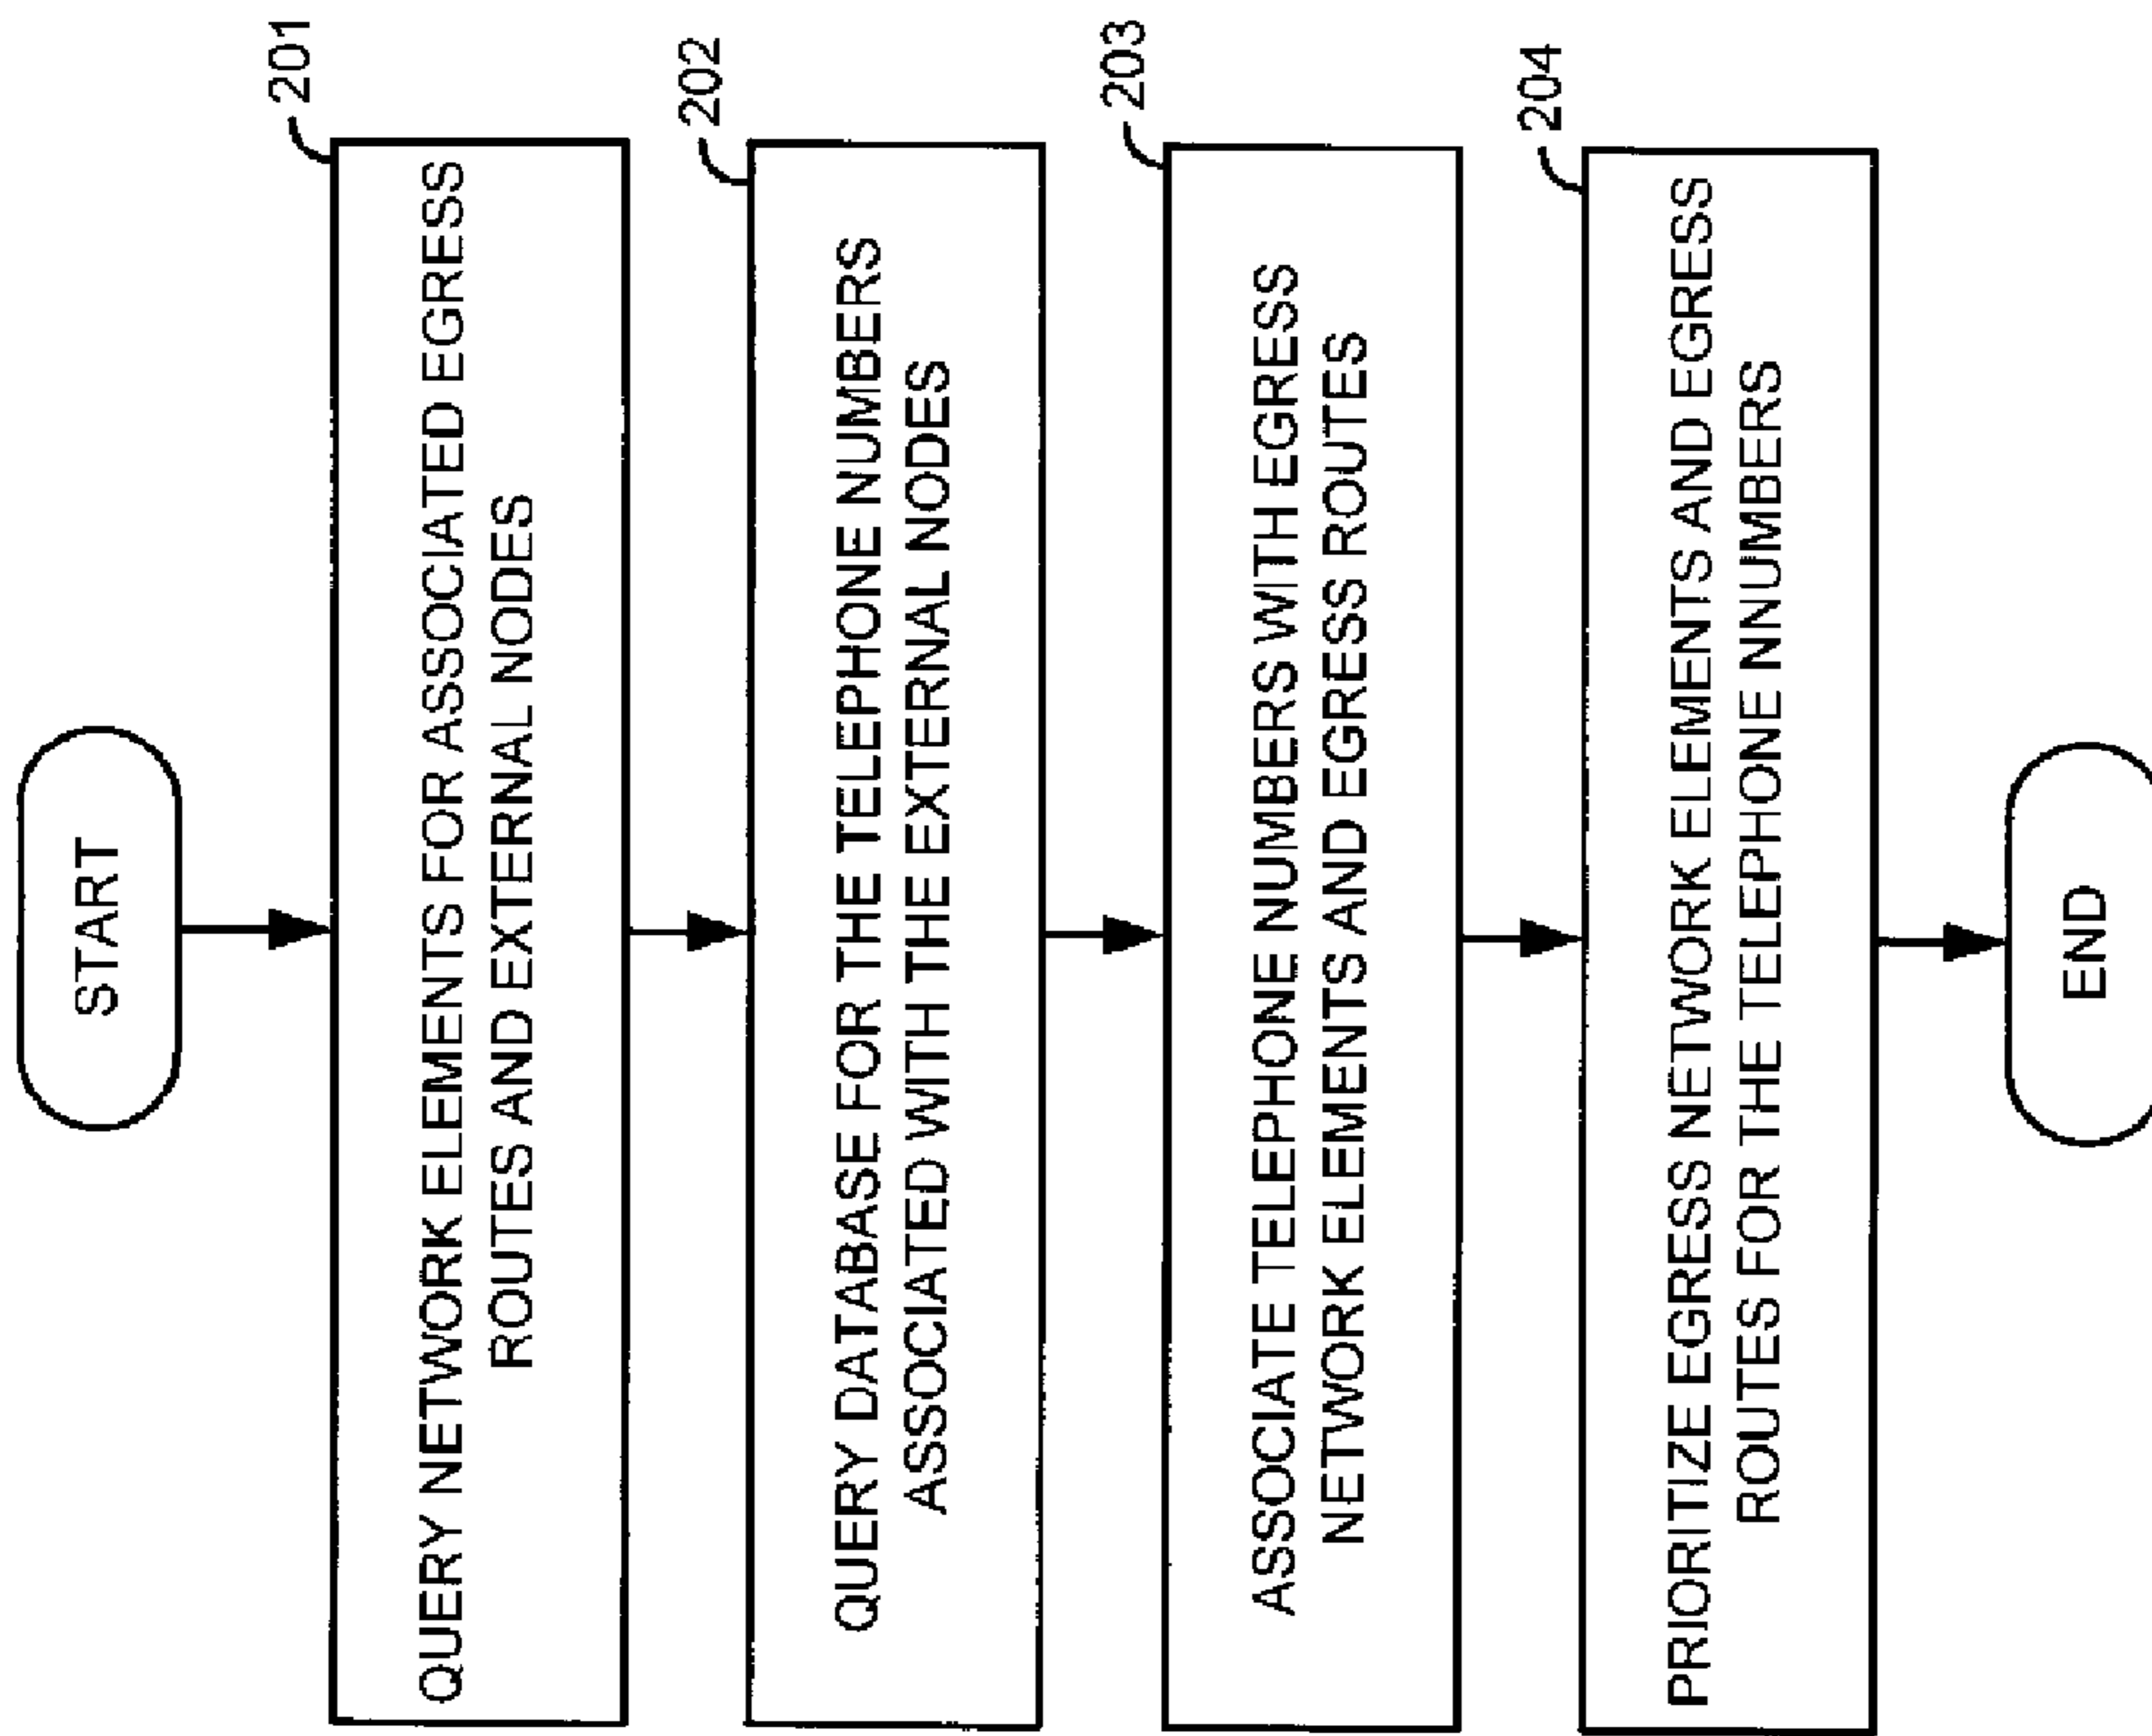 START
201
QUERY NETWORK ELEMENTS FOR ASSOCIATED EGRESS
ROUTES AND EXTERNAL NODES
202
QUERY DATABASE FOR THE TELEPHONE NUMBERS
ASSOCIATED WITH THE EXTERNAL NODES
203
ASSOCIATE TELEPHONE NUMBERS WITH EGRESS
NETWORK ELEMENTS AND EGRESS ROUTES
204
PRIORITIZE EGRESS NETWORK ELEMENTS AND EGRESS
ROUTES FOR THE TELEPHONE NNUMBERS
END